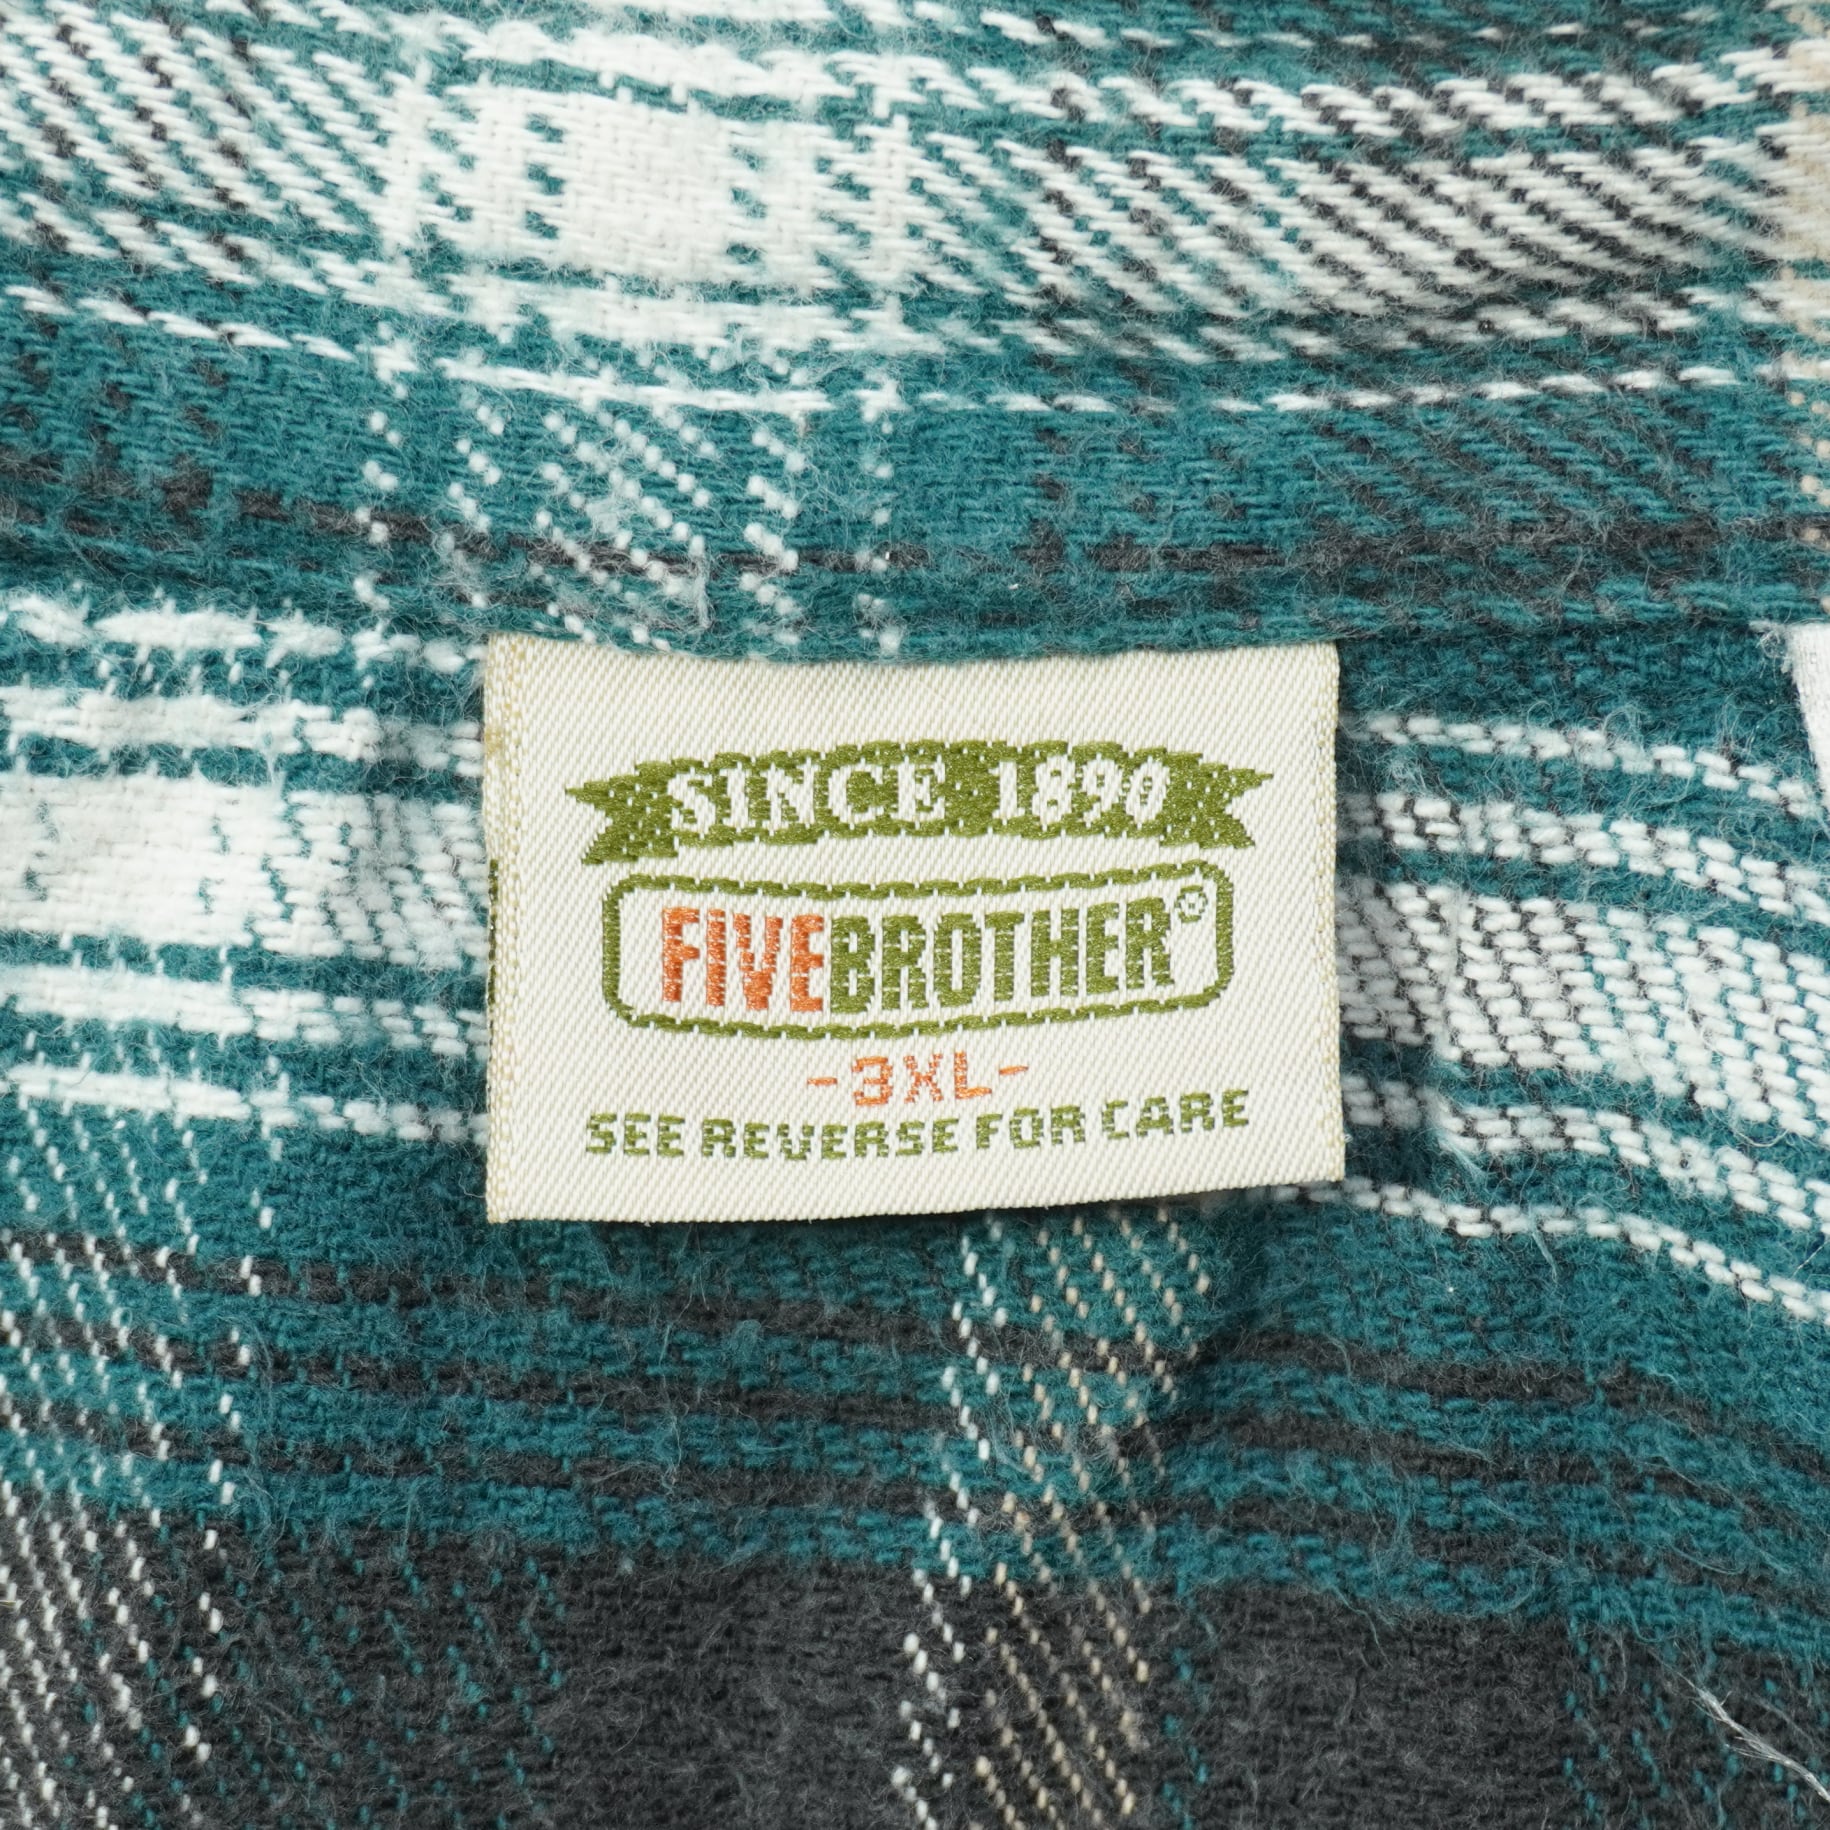 SINCE 1890
FIVEBROTHER®
-3XL-
SEE REVERSE FOR CARE